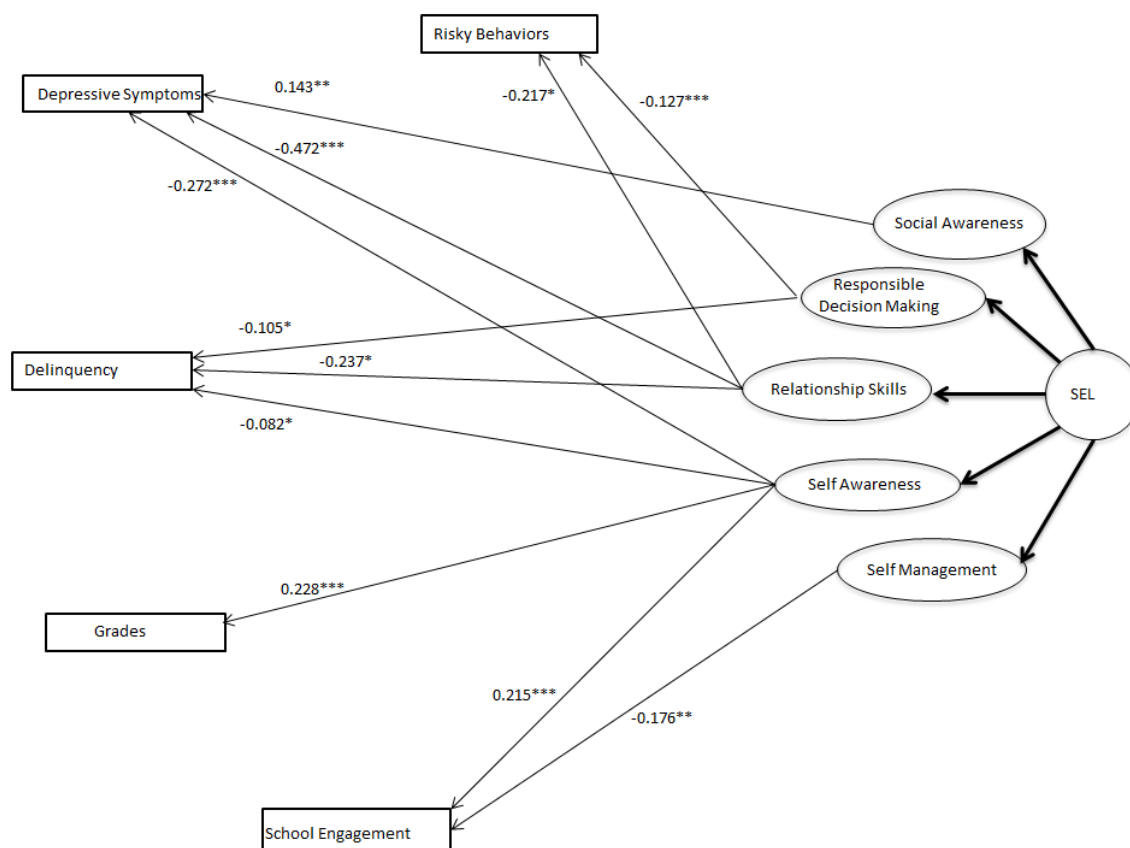 Risky Behaviors
Depressive Symptoms
0.143**
-0.217*
-0.127***
-0.472***
-0.272***
Social Awareness
Responsible
Decision Making
-0.105*
-0.237*
Delinquency
Relationship Skills
SEL
-0.082*
Self Awareness
Self Management
0.228***
Grades
0.215***
-0.176**
School Engagement